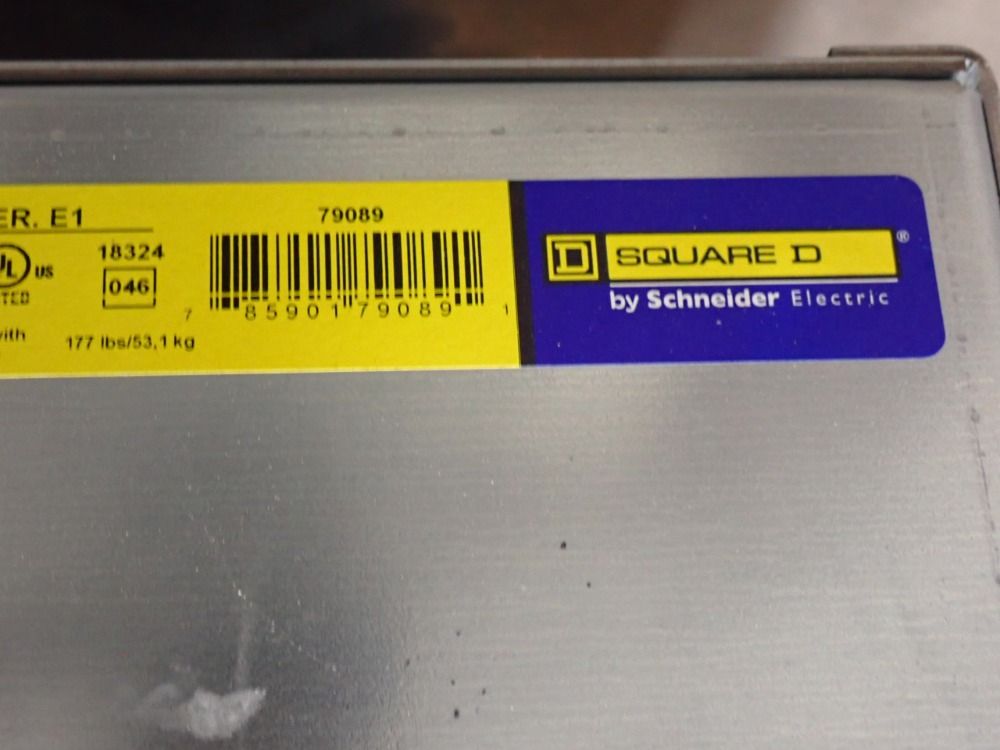 ER. E1
79089
18324
UL US
046
TED
7 85901 79089 1
ith
177 lbs/53,1 kg
D SQUARE D ®
by Schneider Electric